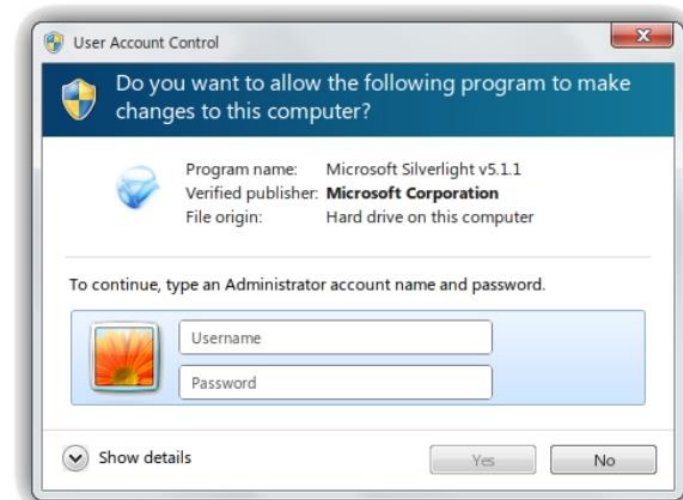 User Account Control
Do you want to allow the following program to make
changes to this computer?
Program name: Microsoft Silverlight v5.1.1
Verified publisher: Microsoft Corporation
File origin: Hard drive on this computer
To continue, type an Administrator account name and password.
Username
Password
Show details
Yes
No